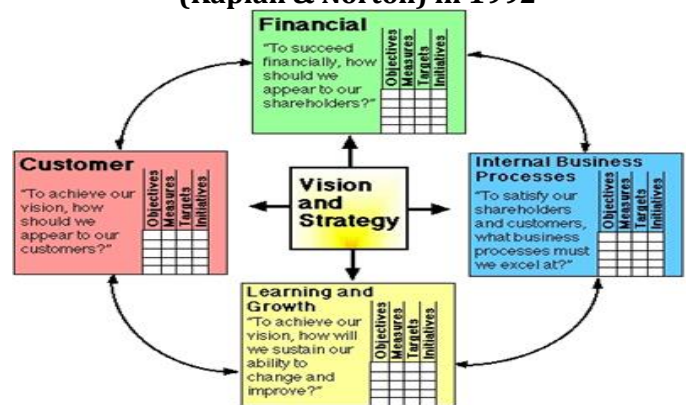 (Kaplan & Norton) in 1992
Financial
"To succeed
financially, how
should we
appear to our
shareholders?"
Objectives
Measures
Targets
Initiatives
Customer
"To achieve our
vision, how
should we
appear to our
customers?"
Objectives
Measures
Targets
Initiatives
Vision
and
Strategy
Internal Business
Processes
"To satisfy our
shareholders
and customers,
what business
processes must
we excel at?"
Objectives
Measures
Targets
Initiatives
Learning and
Growth
"To achieve our
vision, how will
we sustain our
ability to
change and
improve?"
Objectives
Measures
Targets
Initiatives